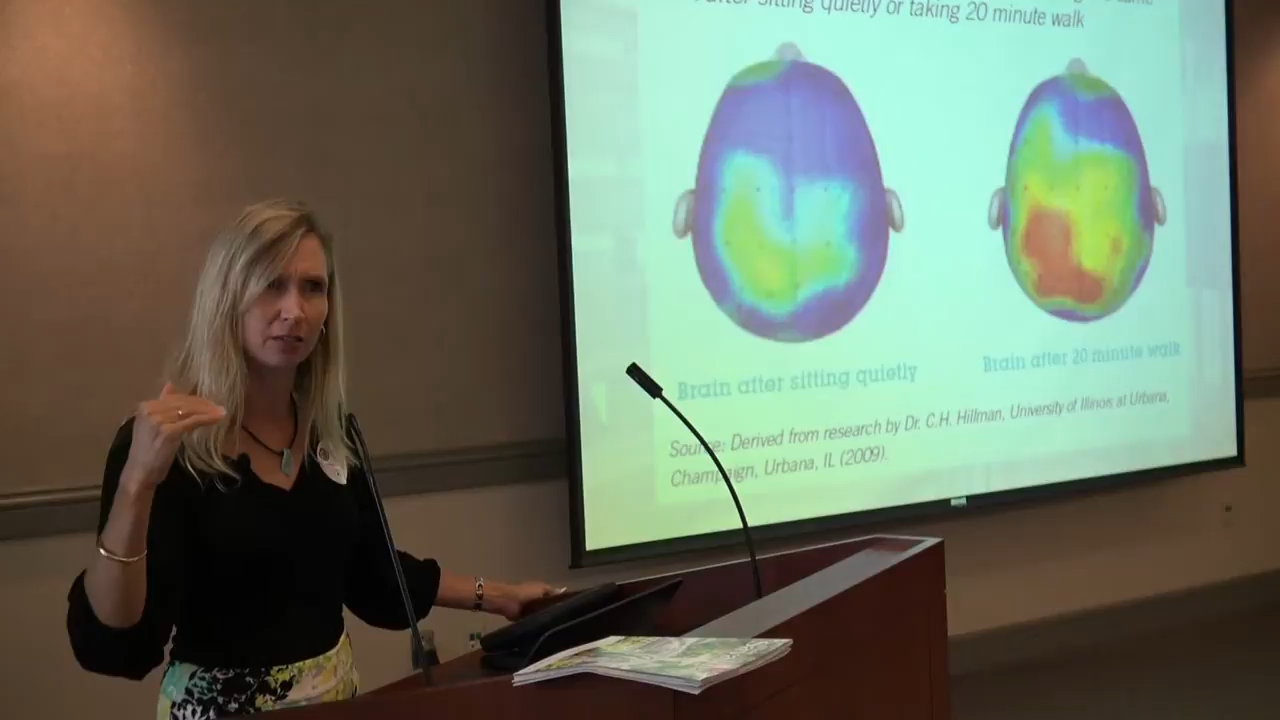 after sitting quietly or taking 20 minute walk
Brain after sitting quietly
Brain after 20 minute walk
Source: Derived from research by Dr. C.H. Hillman, University of Illinois at Urbana,
Champaign, Urbana, IL (2009).